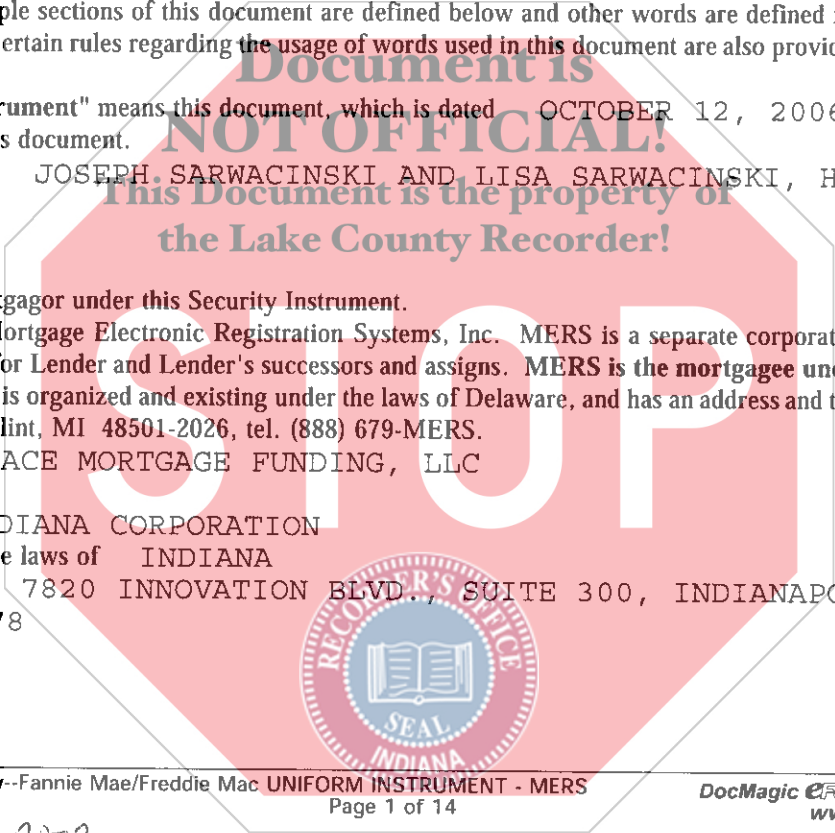 ple sections of this document are defined below and other words are defined
ertain rules regarding the usage of words used in this document are also provid
Document is
rument" means this document, which is dated OCTOBER 12, 2006
NOT OFFICIAL!
s document.
JOSEPH SARWACINSKI AND LISA SARWACINSKI, H
This Document is the property of
the Lake County Recorder!
gagor under this Security Instrument.
ortgage Electronic Registration Systems, Inc. MERS is a separate corporat
or Lender and Lender's successors and assigns. MERS is the mortgagee und
is organized and existing under the laws of Delaware, and has an address and t
lint, MI 48501-2026, tel. (888) 679-MERS.
STOP
ACE MORTGAGE FUNDING, LLC
DIANA CORPORATION
e laws of INDIANA
7820 INNOVATION BLVD., SUITE 300, INDIANAPO
78
RECORDER'S OFFICE
SEAL
INDIANA
--Fannie Mae/Freddie Mac UNIFORM INSTRUMENT - MERS
DocMagic
Page 1 of 14